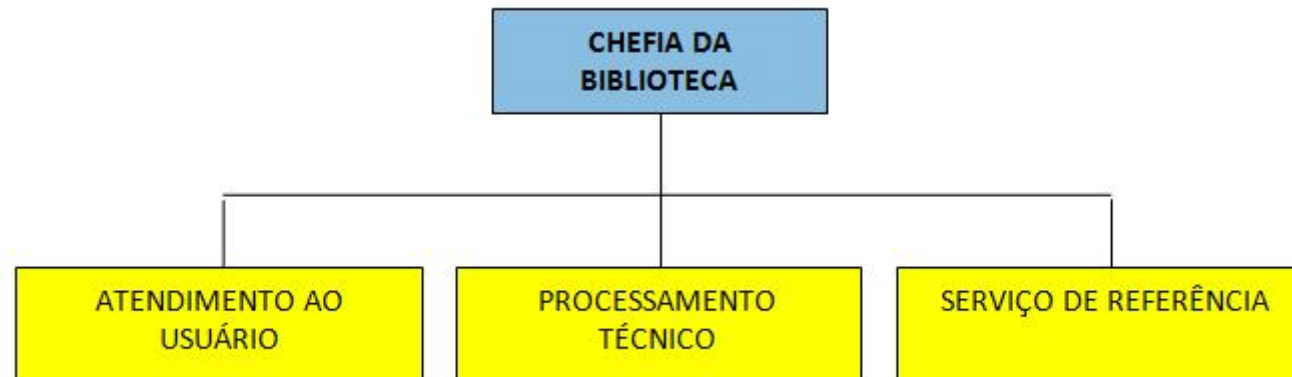 CHEFIA DA
BIBLIOTECA
ATENDIMENTO AO
USUÁRIO
PROCESSAMENTO
TÉCNICO
SERVIÇO DE REFERÊNCIA